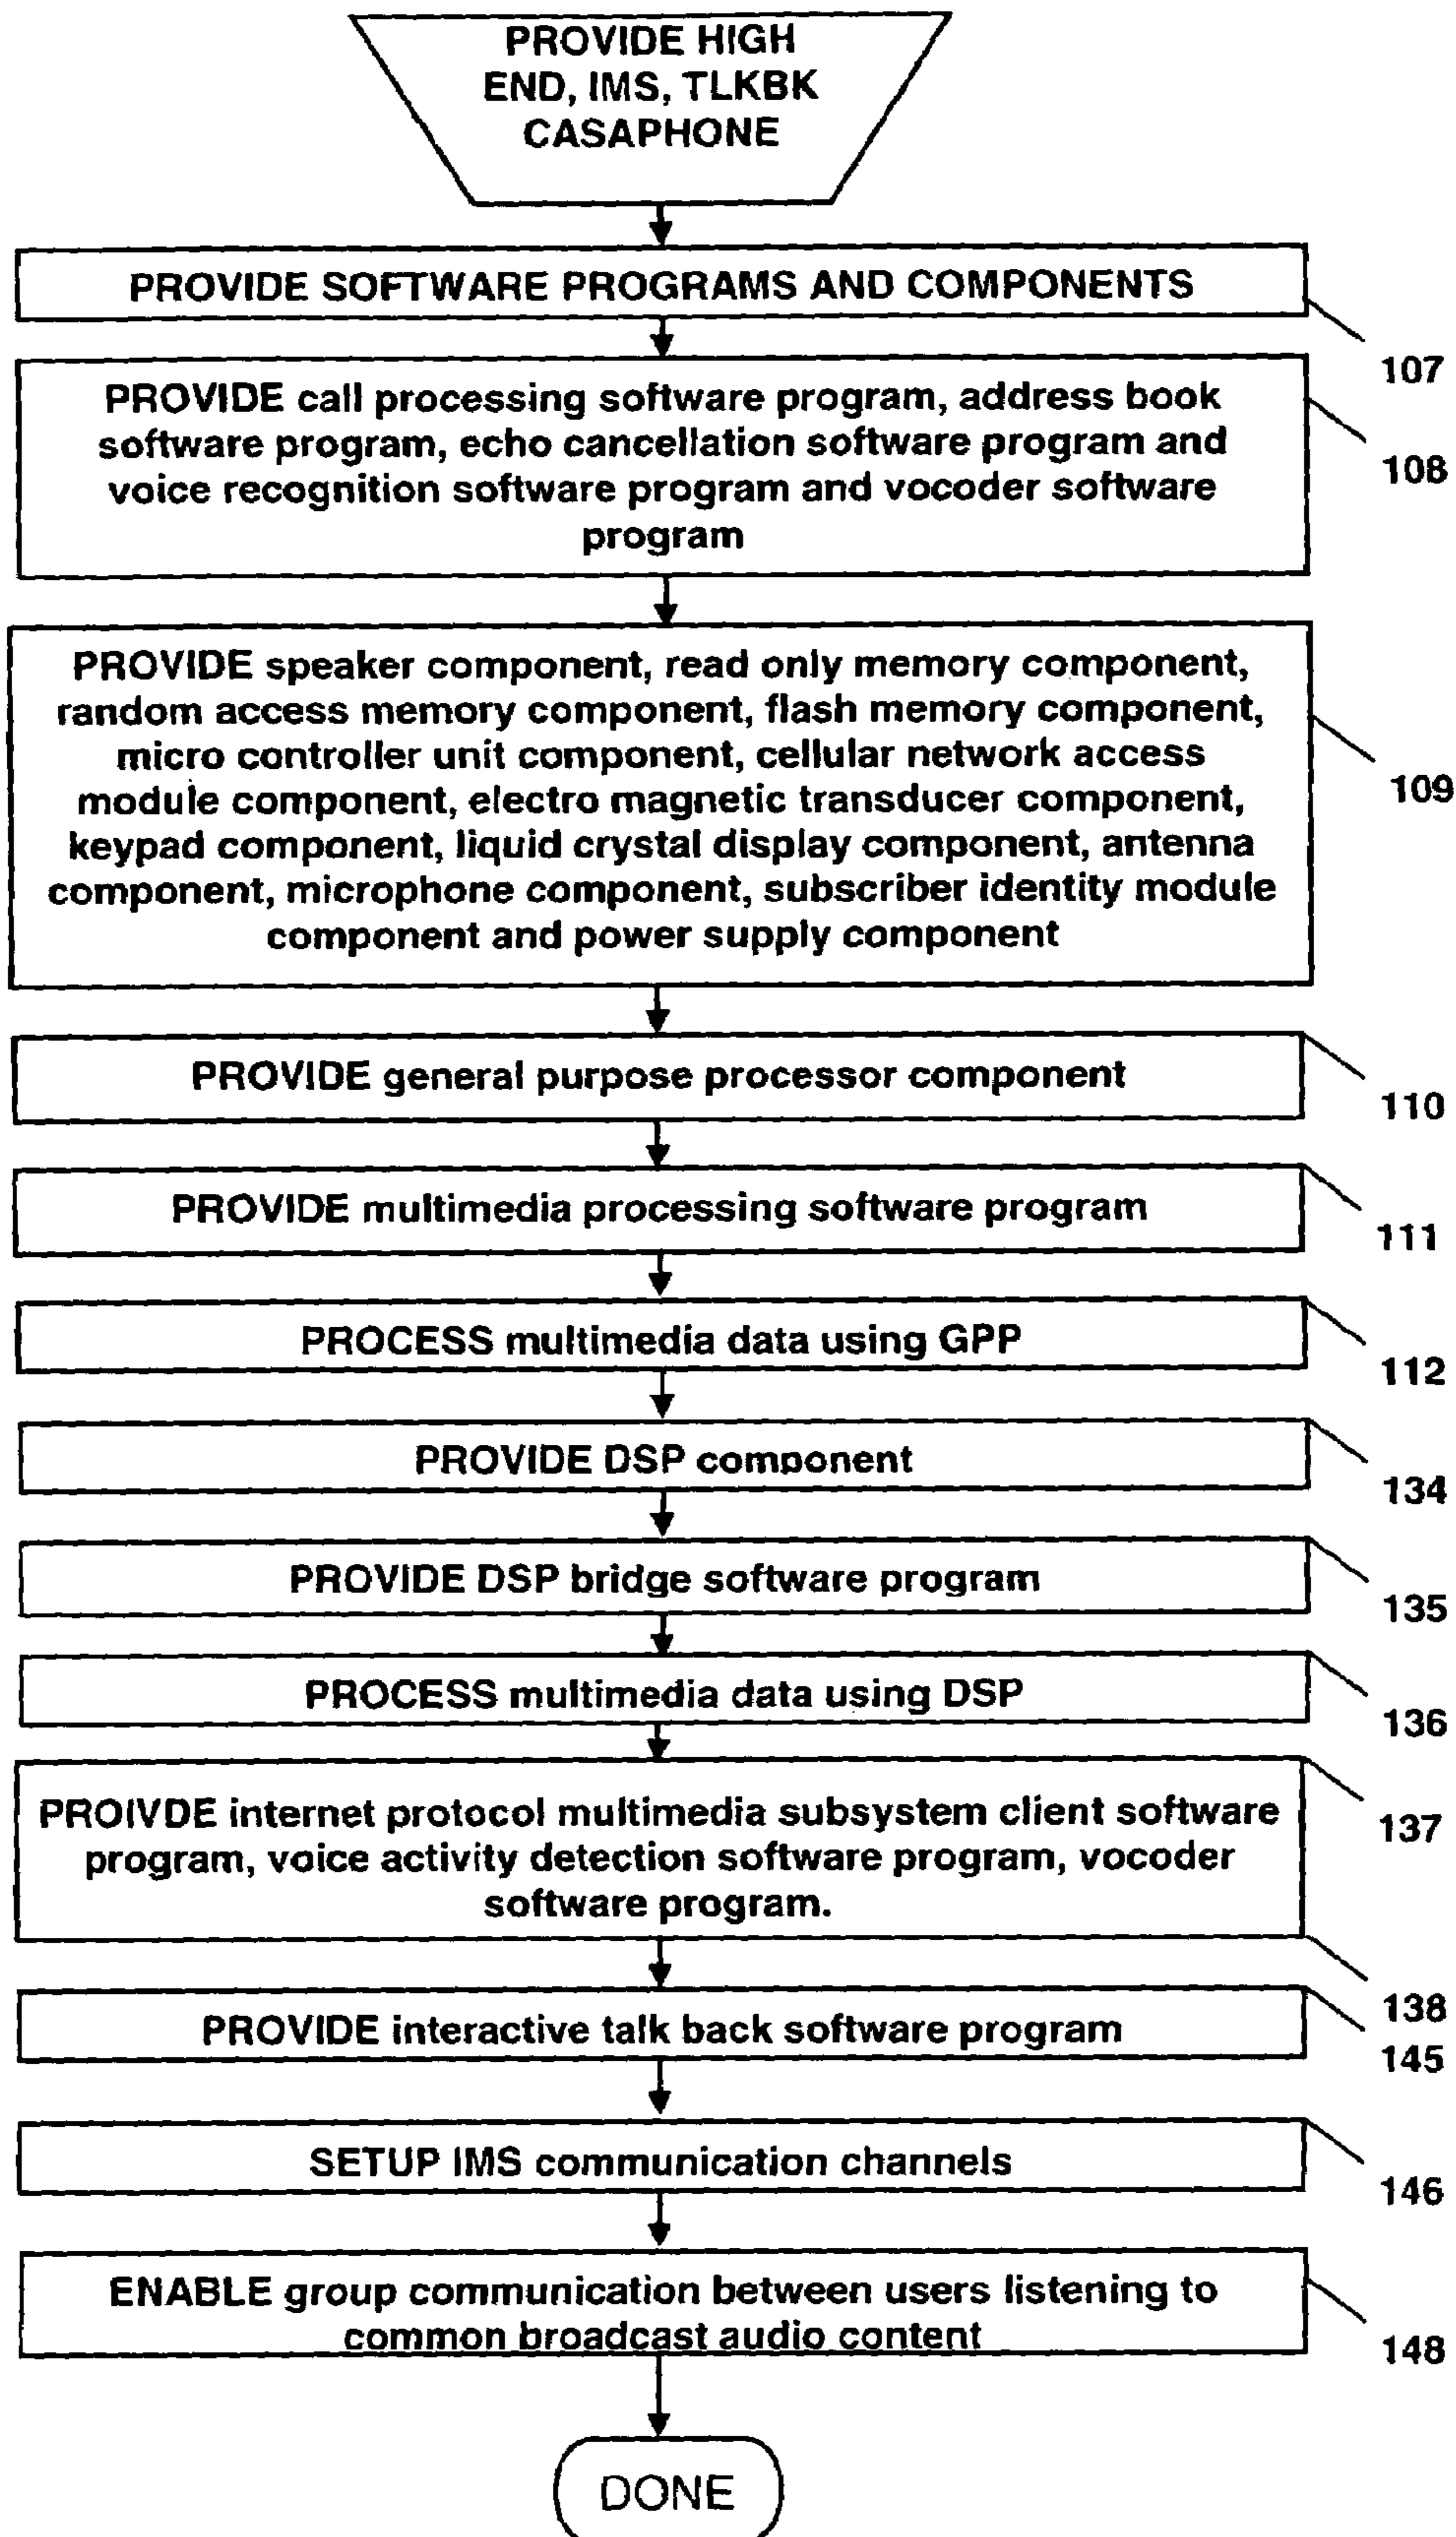 PROVIDE HIGH
END, IMS, TLKBK
CASAPHONE
PROVIDE SOFTWARE PROGRAMS AND COMPONENTS
107
PROVIDE call processing software program, address book
software program, echo cancellation software program and
voice recognition software program and vocoder software
program
108
PROVIDE speaker component, read only memory component,
random access memory component, flash memory component,
micro controller unit component, cellular network access
module component, electro magnetic transducer component,
keypad component, liquid crystal display component, antenna
component, microphone component, subscriber identity module
component and power supply component
109
PROVIDE general purpose processor component
110
PROVIDE multimedia processing software program
111
PROCESS multimedia data using GPP
112
PROVIDE DSP component
134
PROVIDE DSP bridge software program
135
PROCESS multimedia data using DSP
136
PROIVDE internet protocol multimedia subsystem client software
program, voice activity detection software program, vocoder
software program.
137
138
PROVIDE interactive talk back software program
145
SETUP IMS communication channels
146
ENABLE group communication between users listening to
common broadcast audio content
148
DONE